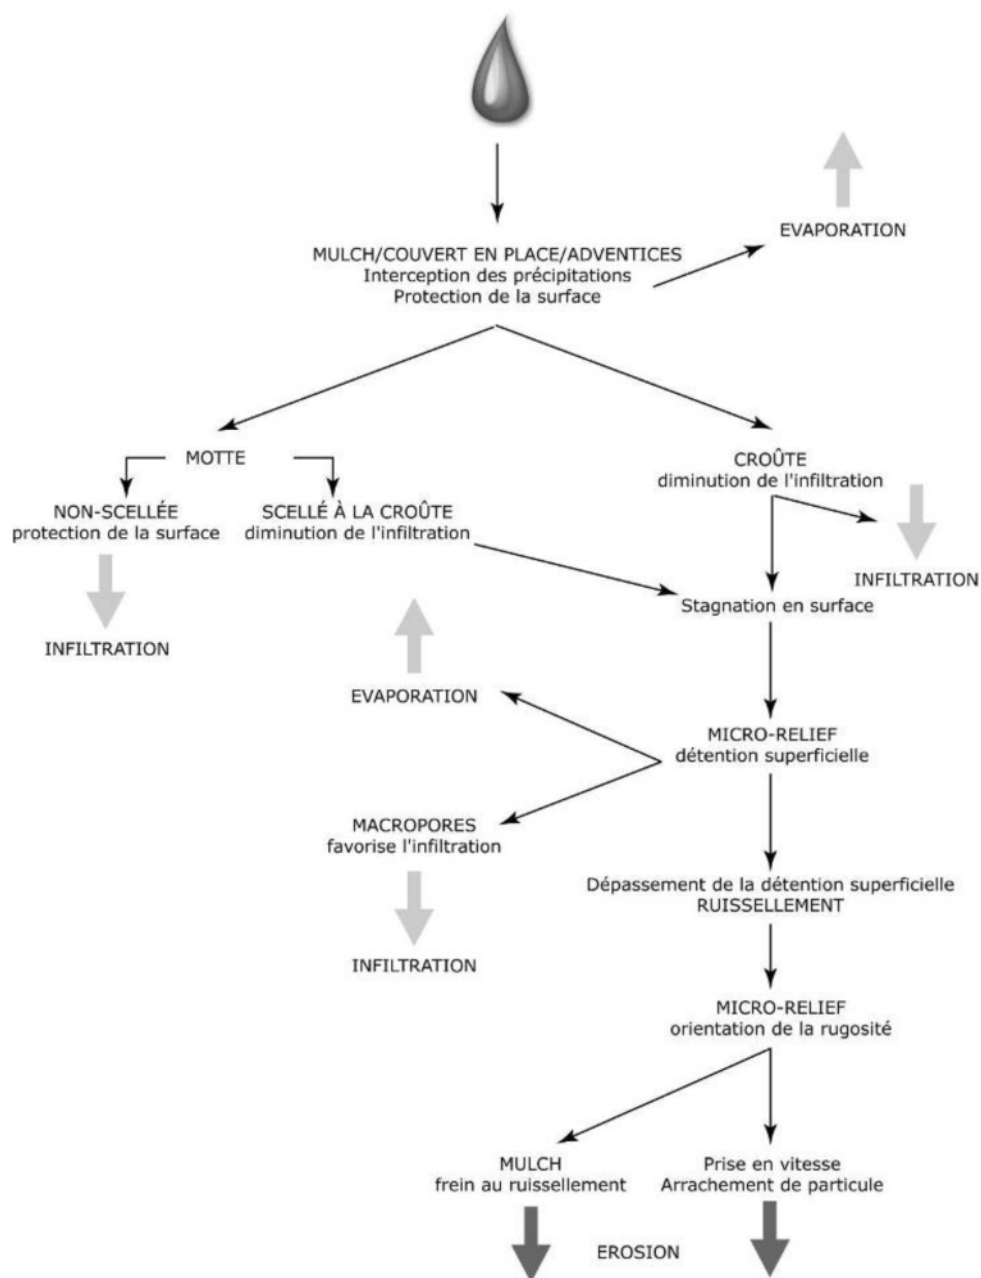 EVAPORATION
MULCH/COUVERT EN PLACE/ADVENTICES
Interception des précipitations
Protection de la surface
MOTTE
CROÛTE
diminution de l'infiltration
NON-SCELLÉE
protection de la surface
SCELLÉ À LA CROÛTE
diminution de l'infiltration
INFILTRATION
Stagnation en surface
INFILTRATION
EVAPORATION
MICRO-RELIEF
détention superficielle
MACROPORES
favorise l'infiltration
Dépassement de la détention superficielle
RUISSELLEMENT
INFILTRATION
MICRO-RELIEF
orientation de la rugosité
MULCH
frein au ruissellement
Prise en vitesse
Arrachement de particule
EROSION